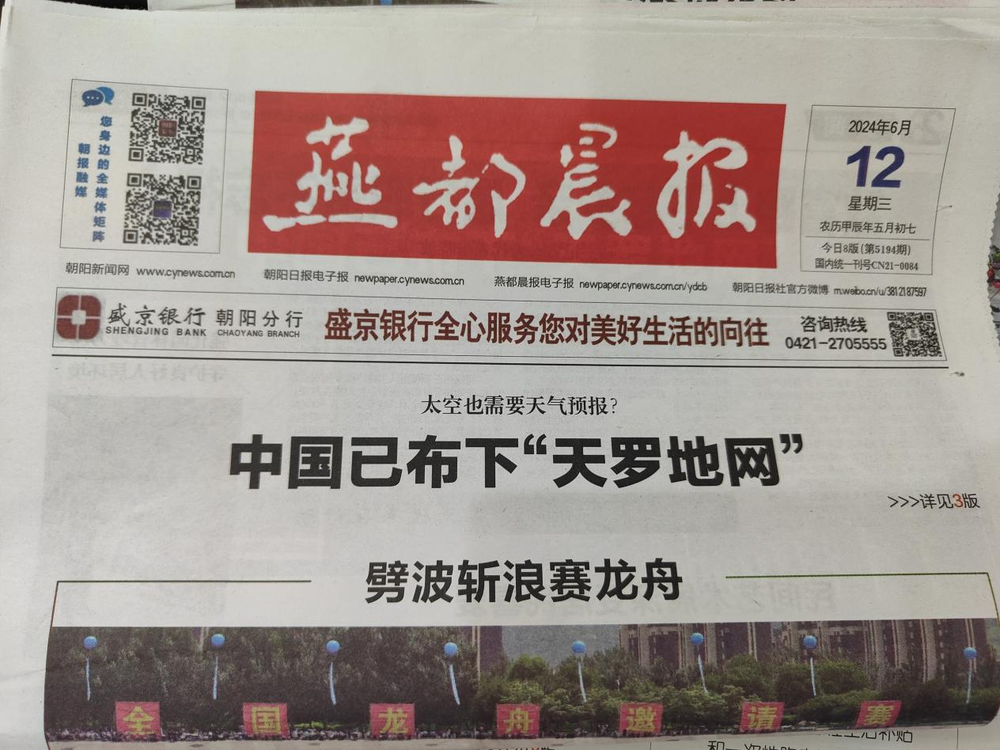 您身边的全媒体矩阵
朝报融媒
燕都晨报
2024年6月
12
星期三
农历甲辰年五月初七
今日8版(第5194期)
国内统一刊号CN21-0084
朝阳新闻网 www.cynews.com.cn
朝阳日报电子报 newpaper.cynews.com.cn
燕都晨报电子报 newpaper.cynews.com.cn/ydcb
朝阳日报社官方微博 m.weibo.cn/u/3812187597
盛京银行 朝阳分行
SHENGJING BANK CHAOYANG BRANCH
盛京银行全心服务您对美好生活的向往
咨询热线
0421-2705555
太空也需要天气预报?
中国已布下“天罗地网”
>>>详见3版
劈波斩浪赛龙舟
全国龙舟邀请赛